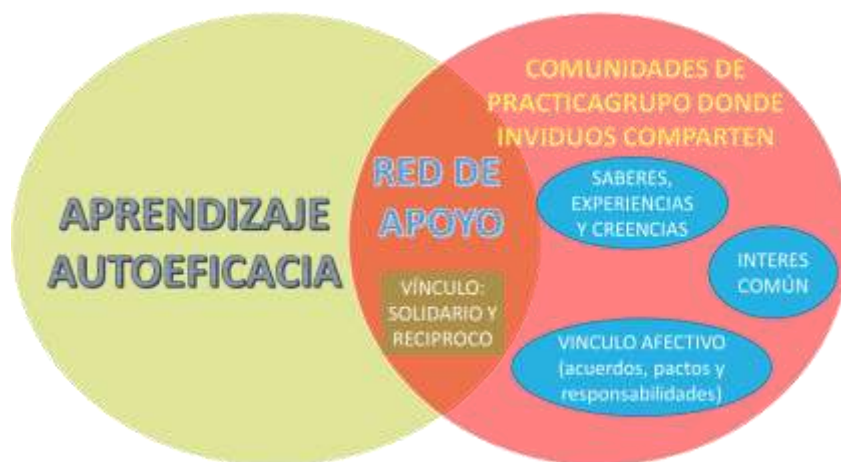 APRENDIZAJE
AUTOEFICACIA
RED DE
APOYO
VÍNCULO:
SOLIDARIO Y
RECIPROCO
COMUNIDADES DE
PRACTICAGRUPO DONDE
INVIDUOS COMPARTEN
SABERES,
EXPERIENCIAS
Y CREENCIAS
INTERES
COMÚN
VINCULO AFECTIVO
(acuerdos, pactos y
responsabilidades)